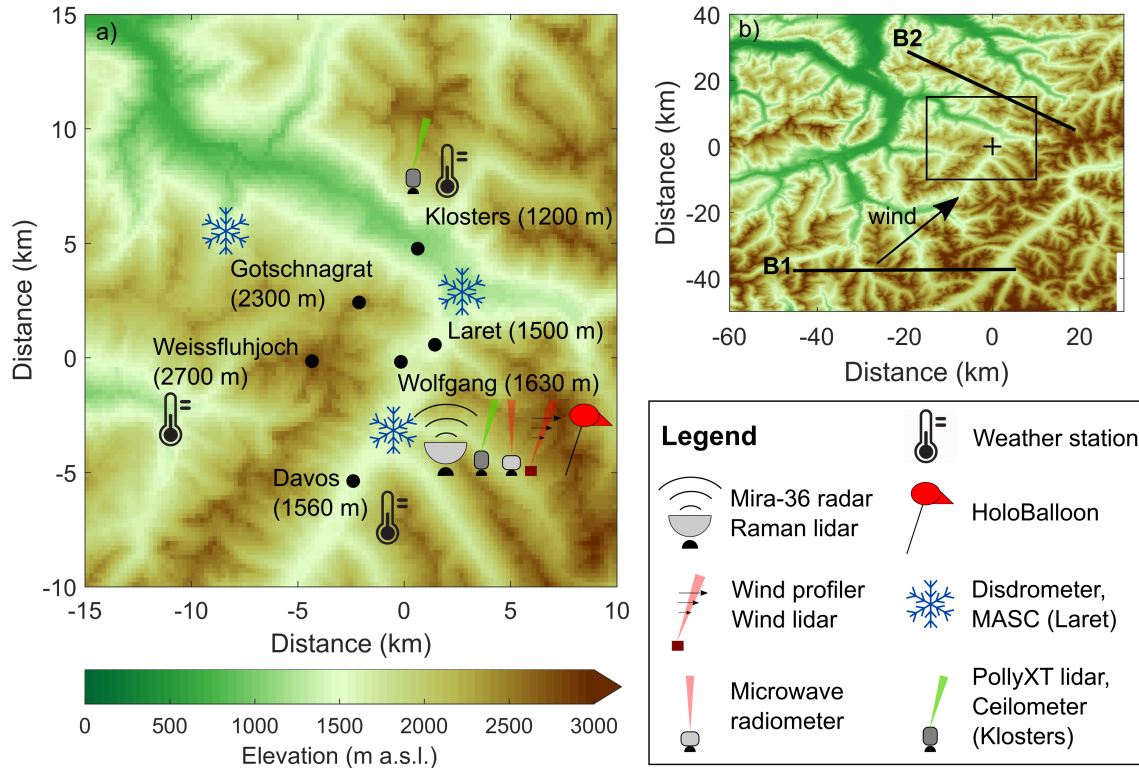 a)
15
10
5
0
-5
-10
Distance (km)
Klosters (1200 m)
Gotschnagrat
(2300 m)
Laret (1500 m)
Weissfluhjoch
(2700 m)
Wolfgang (1630 m)
Davos
(1560 m)
-15
-10
-5
0
5
10
Distance (km)
0
500
1000
1500
2000
2500
3000
Elevation (m a.s.l.)
b)
40
20
0
-20
-40
Distance (km)
B2
wind
B1
-60
-40
-20
0
20
Distance (km)
Legend
Mira-36 radar
Raman lidar
Wind profiler
Wind lidar
Microwave
radiometer
Weather station
HoloBalloon
Disdrometer,
MASC (Laret)
PollyXT lidar,
Ceilometer
(Klosters)